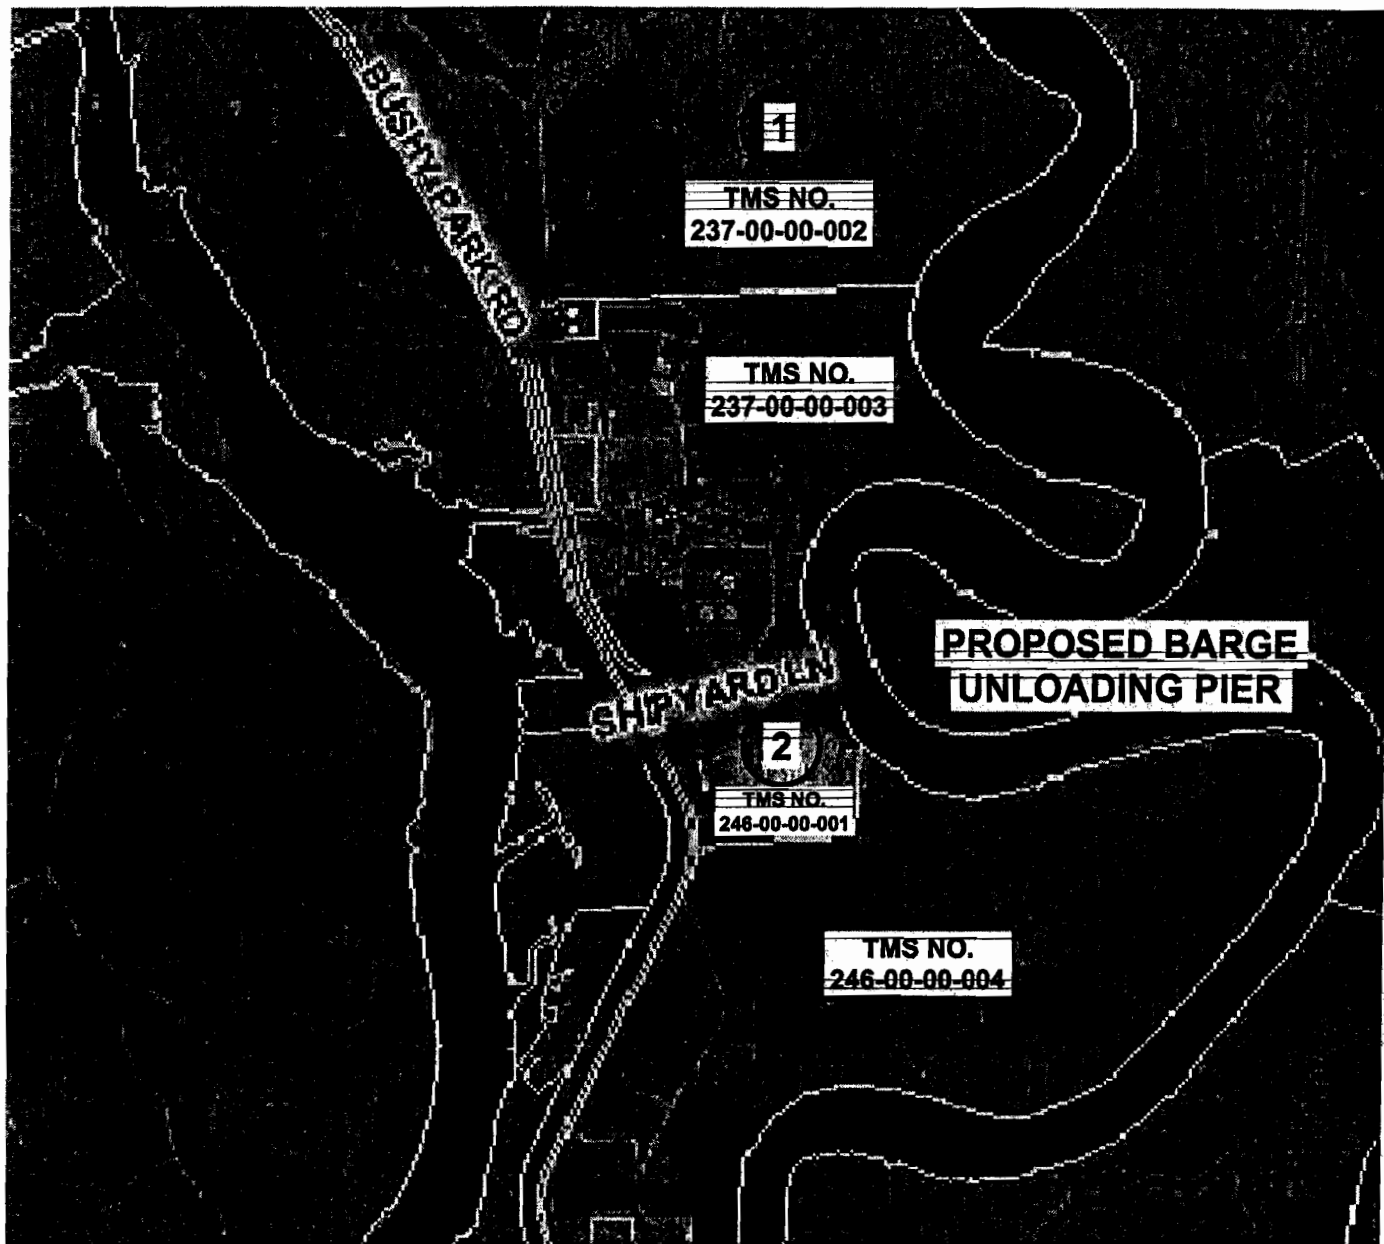 BUSHY PARK RD
1
TMS NO.
237-00-00-002
TMS NO.
237-00-00-003
PROPOSED BARGE
UNLOADING PIER
SHIPYARD LN
2
TMS NO.
246-00-00-001
TMS NO.
246-00-00-004